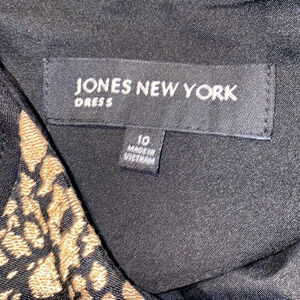 JONES NEW YORK
DRESS
10
MADE IN
VIETNAM